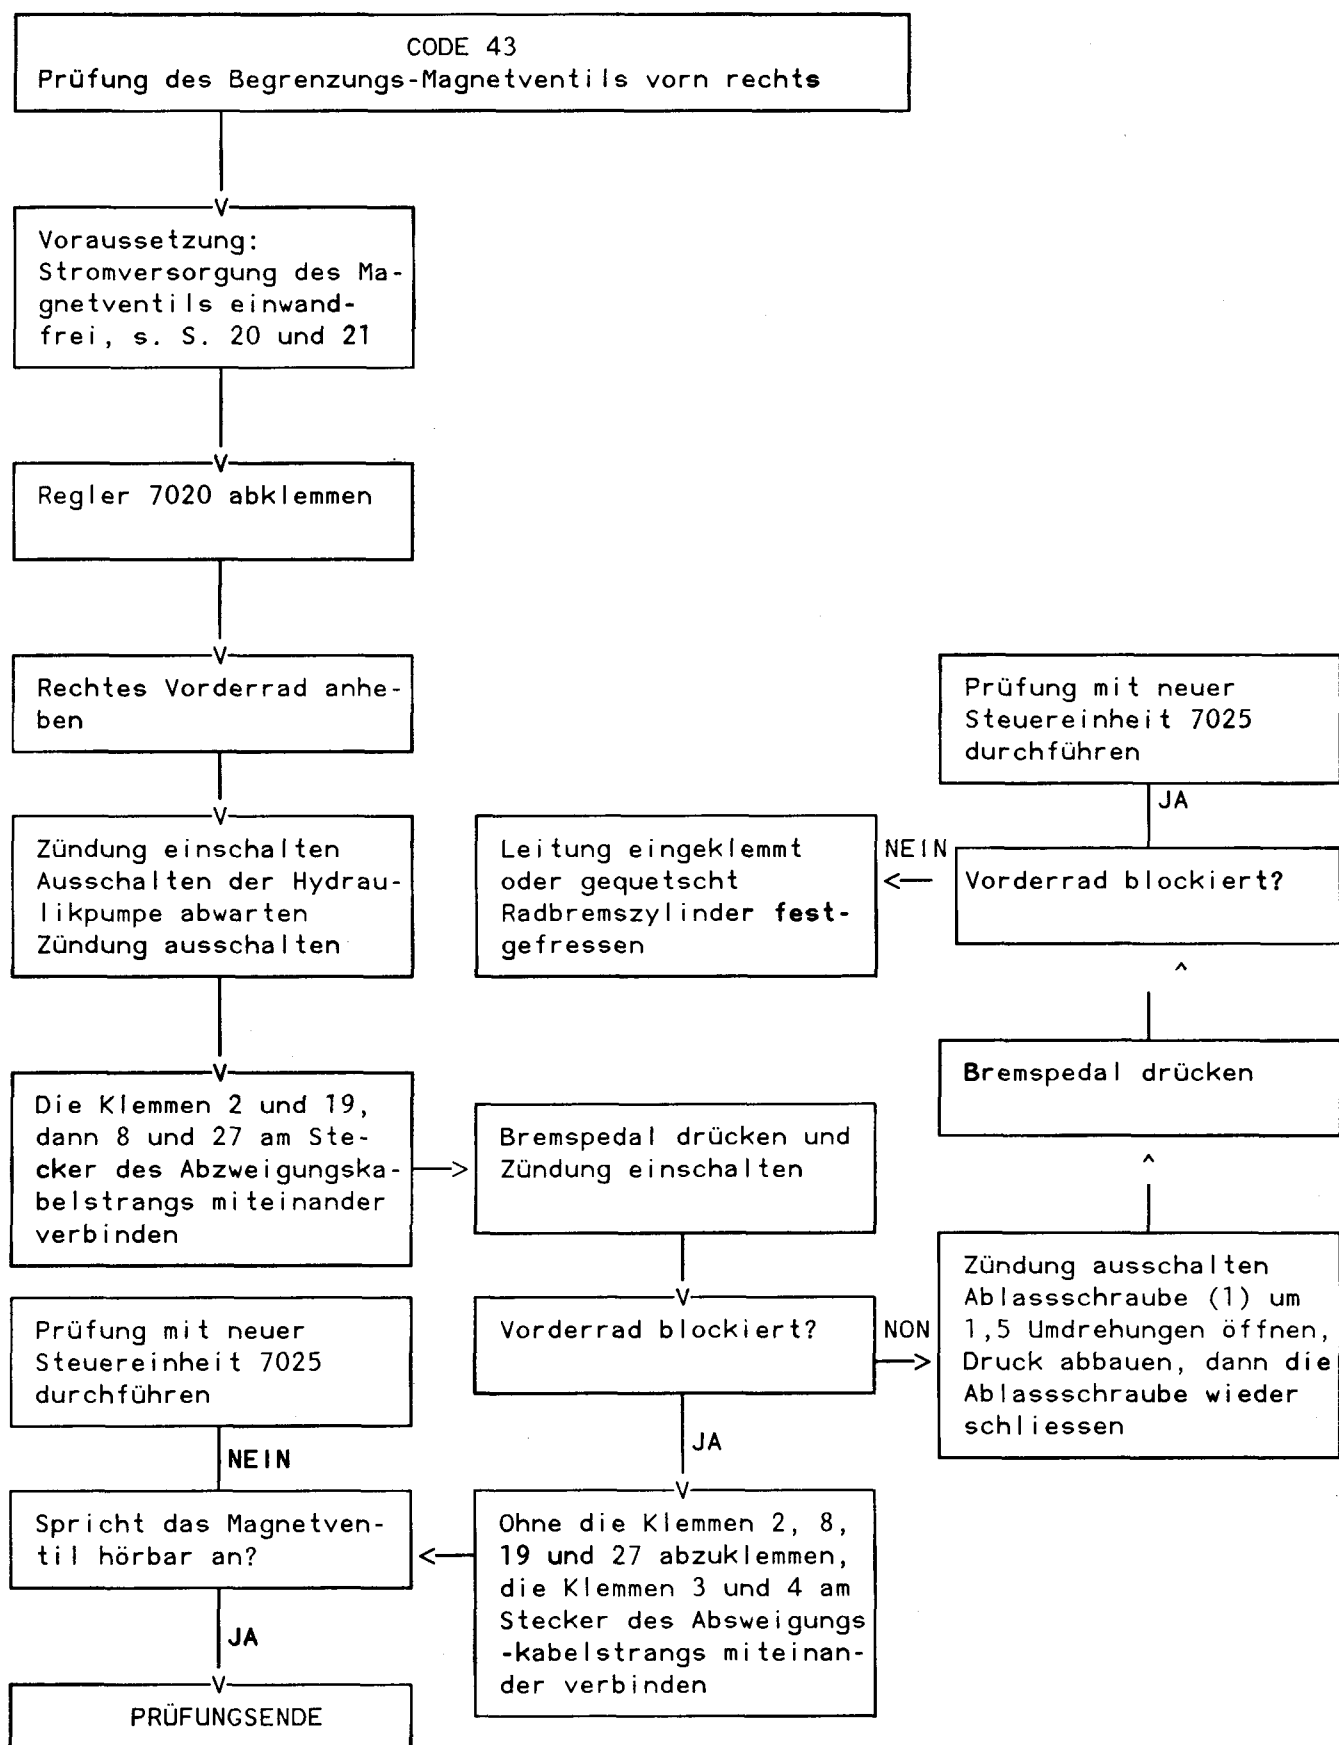 CODE 43
Prüfung des Begrenzungs-Magnetventils vorn rechts
Voraussetzung:
Stromversorgung des Ma-
gnetventils einwand-
frei, s. S. 20 und 21
Regler 7020 abklemmen
Rechtes Vorderrad anhe-
ben
Zündung einschalten
Ausschalten der Hydrau-
likpumpe abwarten
Zündung ausschalten
Die Klemmen 2 und 19,
dann 8 und 27 am Ste-
cker des Abzweigungska-
belstrangs miteinander
verbinden
Bremspedal drücken und
Zündung einschalten
Vorderrad blockiert?
NON
Zündung ausschalten
Ablassschraube (1) um
1,5 Umdrehungen öffnen,
Druck abbauen, dann die
Ablassschraube wieder
schliessen
Bremspedal drücken
Vorderrad blockiert?
NEIN
Leitung eingeklemmt
oder gequetscht
Radbremszylinder fest-
gefressen
JA
Prüfung mit neuer
Steuereinheit 7025
durchführen
JA
Ohne die Klemmen 2, 8,
19 und 27 abzuklemmen,
die Klemmen 3 und 4 am
Stecker des Absweigungs
-kabelstrangs miteinan-
der verbinden
Spricht das Magnetven-
til hörbar an?
NEIN
Prüfung mit neuer
Steuereinheit 7025
durchführen
JA
PRÜFUNGSENDE